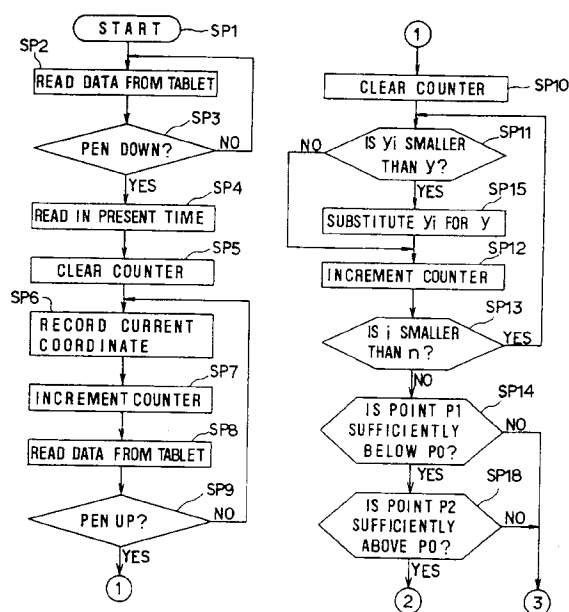 START
SP1
SP2
READ DATA FROM TABLET
SP3
PEN DOWN?
NO
YES
SP4
READ IN PRESENT TIME
SP5
CLEAR COUNTER
SP6
RECORD CURRENT
COORDINATE
SP7
INCREMENT COUNTER
SP8
READ DATA FROM TABLET
SP9
PEN UP?
NO
YES
1
1
CLEAR COUNTER
SP10
SP11
NO
IS yi SMALLER
THAN y?
YES
SP15
SUBSTITUTE yi FOR y
SP12
INCREMENT COUNTER
SP13
IS i SMALLER
THAN n?
YES
NO
SP14
IS POINT P1
SUFFICIENTLY
BELOW P0?
NO
YES
SP18
IS POINT P2
SUFFICIENTLY
ABOVE P0?
NO
YES
2
3